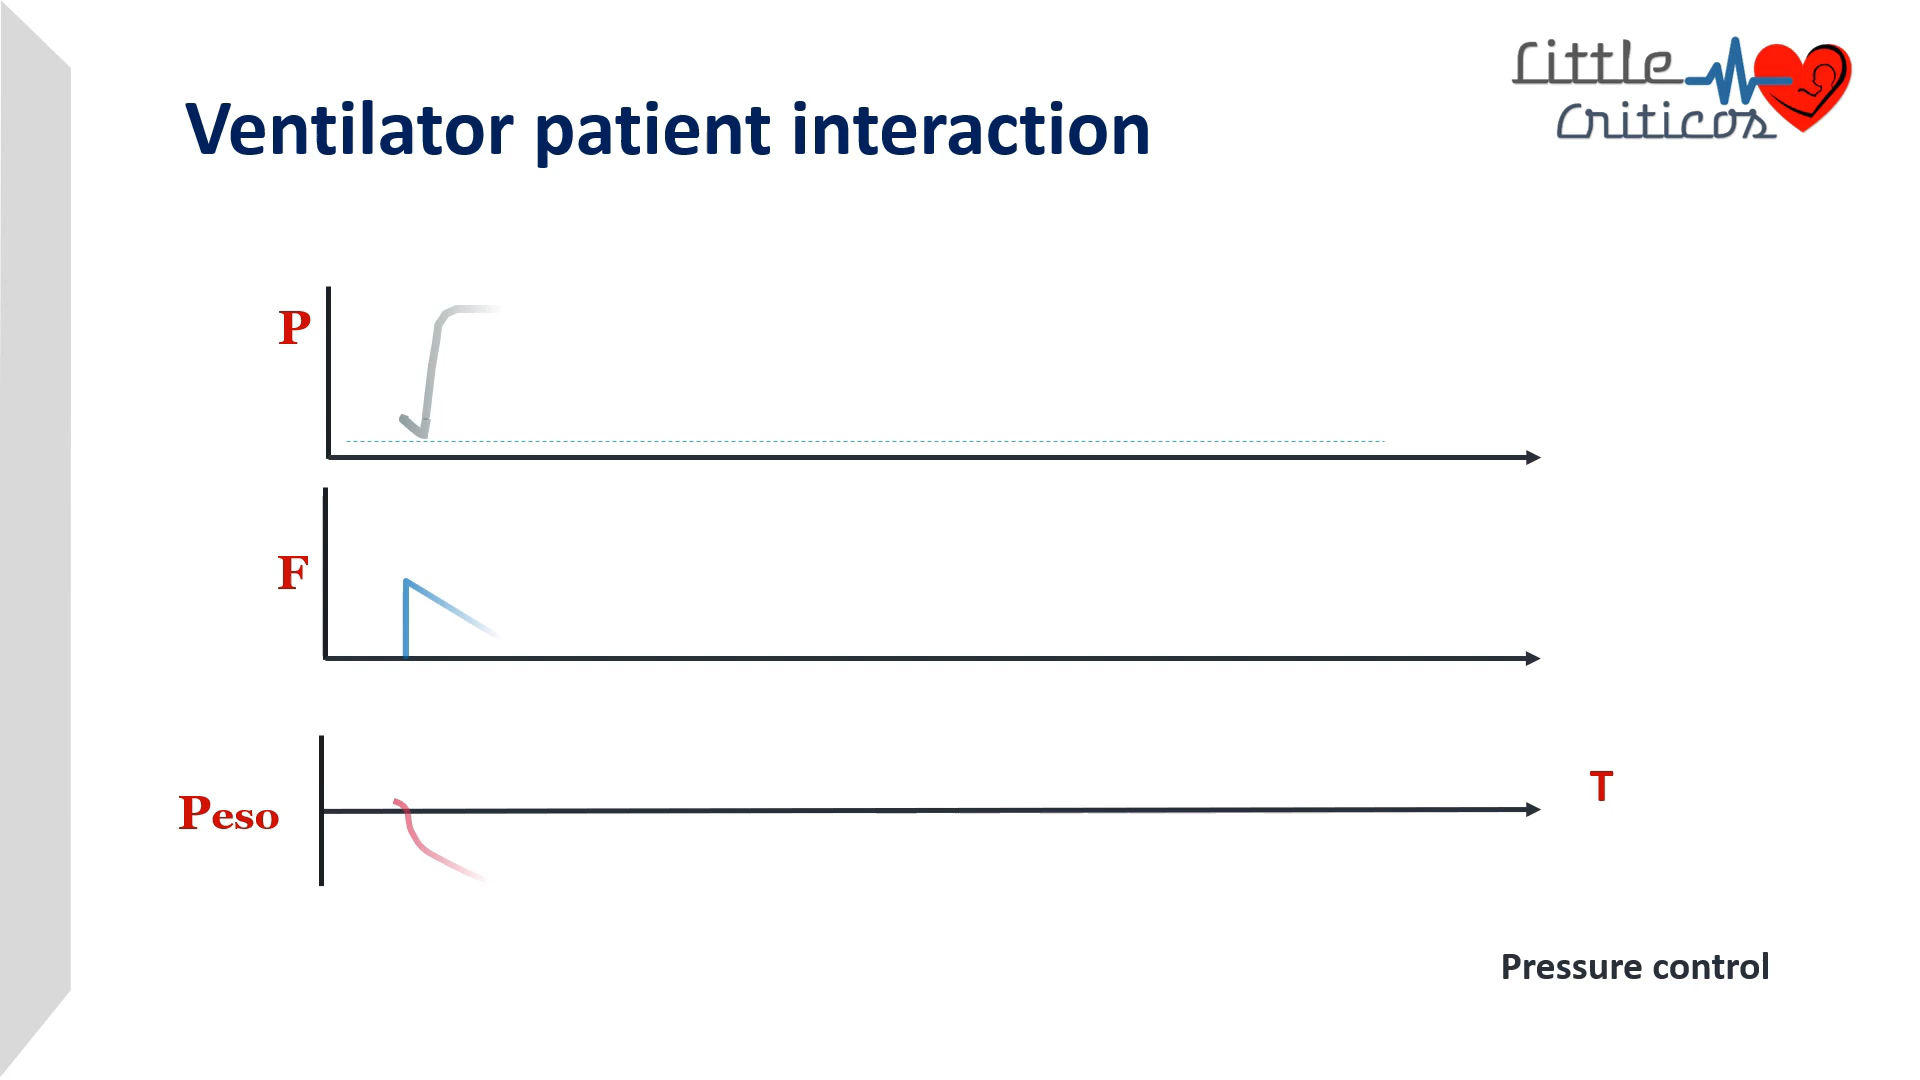 Little
Criticos
Ventilator patient interaction
P
F
T
Peso
Pressure control